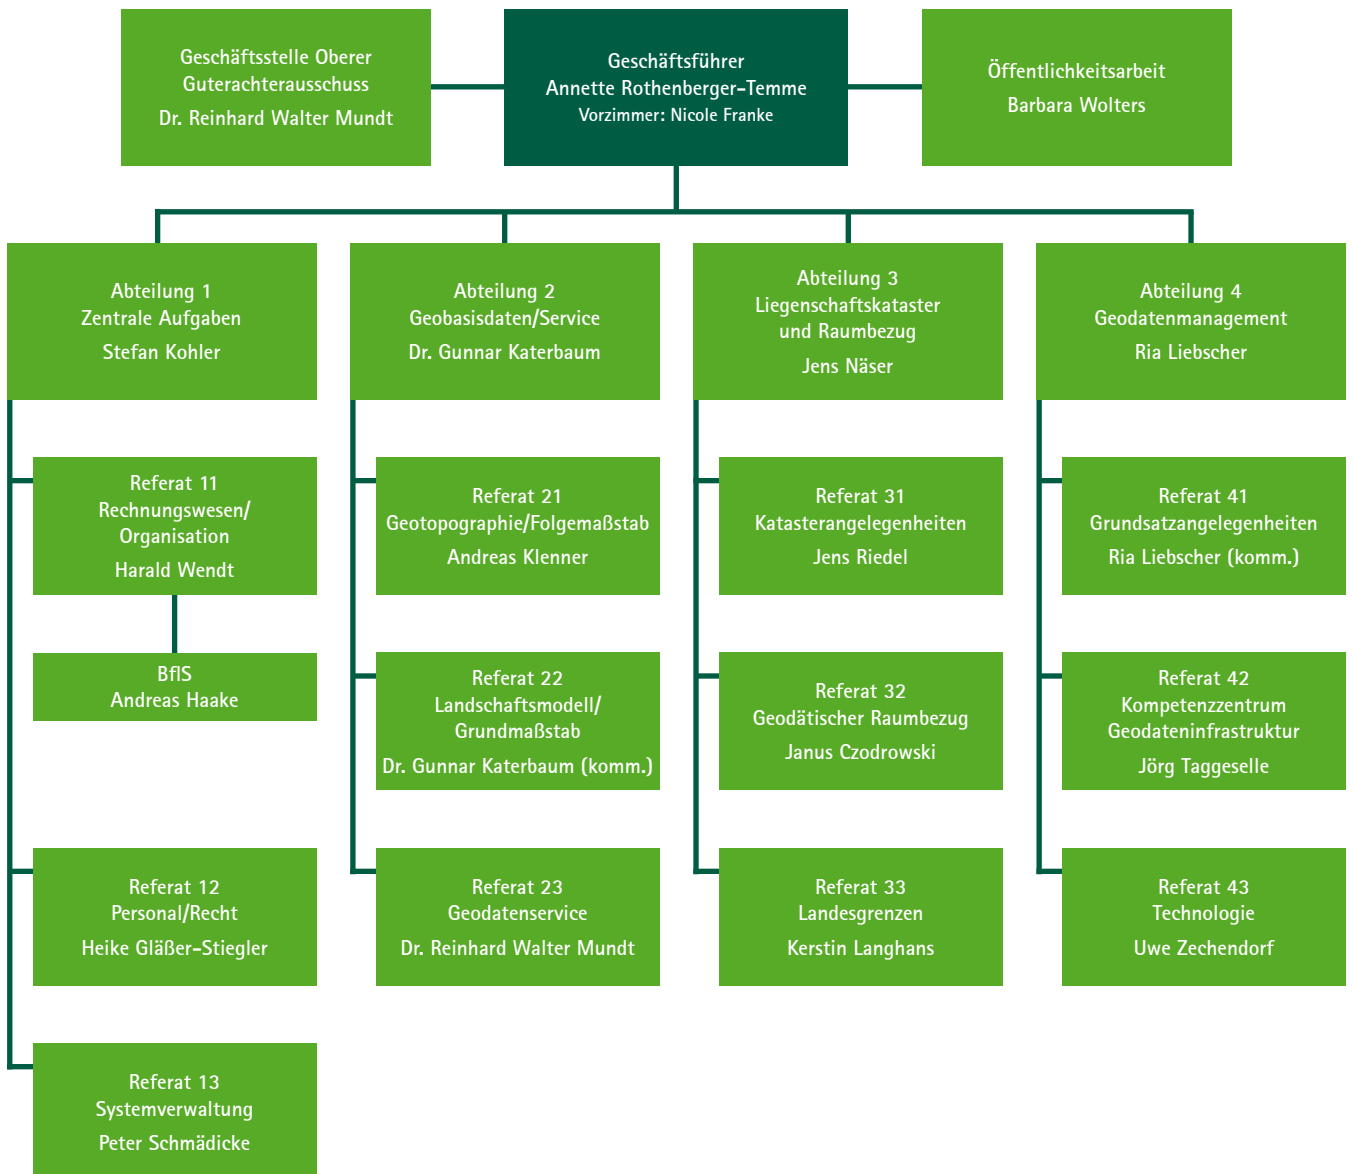 Geschäftsstelle Oberer
Guterachterausschuss
Dr. Reinhard Walter Mundt
Geschäftsführer
Annette Rothenberger-Temme
Vorzimmer: Nicole Franke
Öffentlichkeitsarbeit
Barbara Wolters
Abteilung 1
Zentrale Aufgaben
Stefan Kohler
Abteilung 2
Geobasisdaten/Service
Dr. Gunnar Katerbaum
Abteilung 3
Liegenschaftskataster
und Raumbezug
Jens Näser
Abteilung 4
Geodatenmanagement
Ria Liebscher
Referat 11
Rechnungswesen/
Organisation
Harald Wendt
Referat 21
Geotopographie/Folgemaßstab
Andreas Klenner
Referat 31
Katasterangelegenheiten
Jens Riedel
Referat 41
Grundsatzangelegenheiten
Ria Liebscher (komm.)
BfIS
Andreas Haake
Referat 22
Landschaftsmodell/
Grundmaßstab
Dr. Gunnar Katerbaum (komm.)
Referat 32
Geodätischer Raumbezug
Janus Czodrowski
Referat 42
Kompetenzzentrum
Geodateninfrastruktur
Jörg Taggeselle
Referat 12
Personal/Recht
Heike Gläßer-Stiegler
Referat 23
Geodatenservice
Dr. Reinhard Walter Mundt
Referat 33
Landesgrenzen
Kerstin Langhans
Referat 43
Technologie
Uwe Zechendorf
Referat 13
Systemverwaltung
Peter Schmädicke